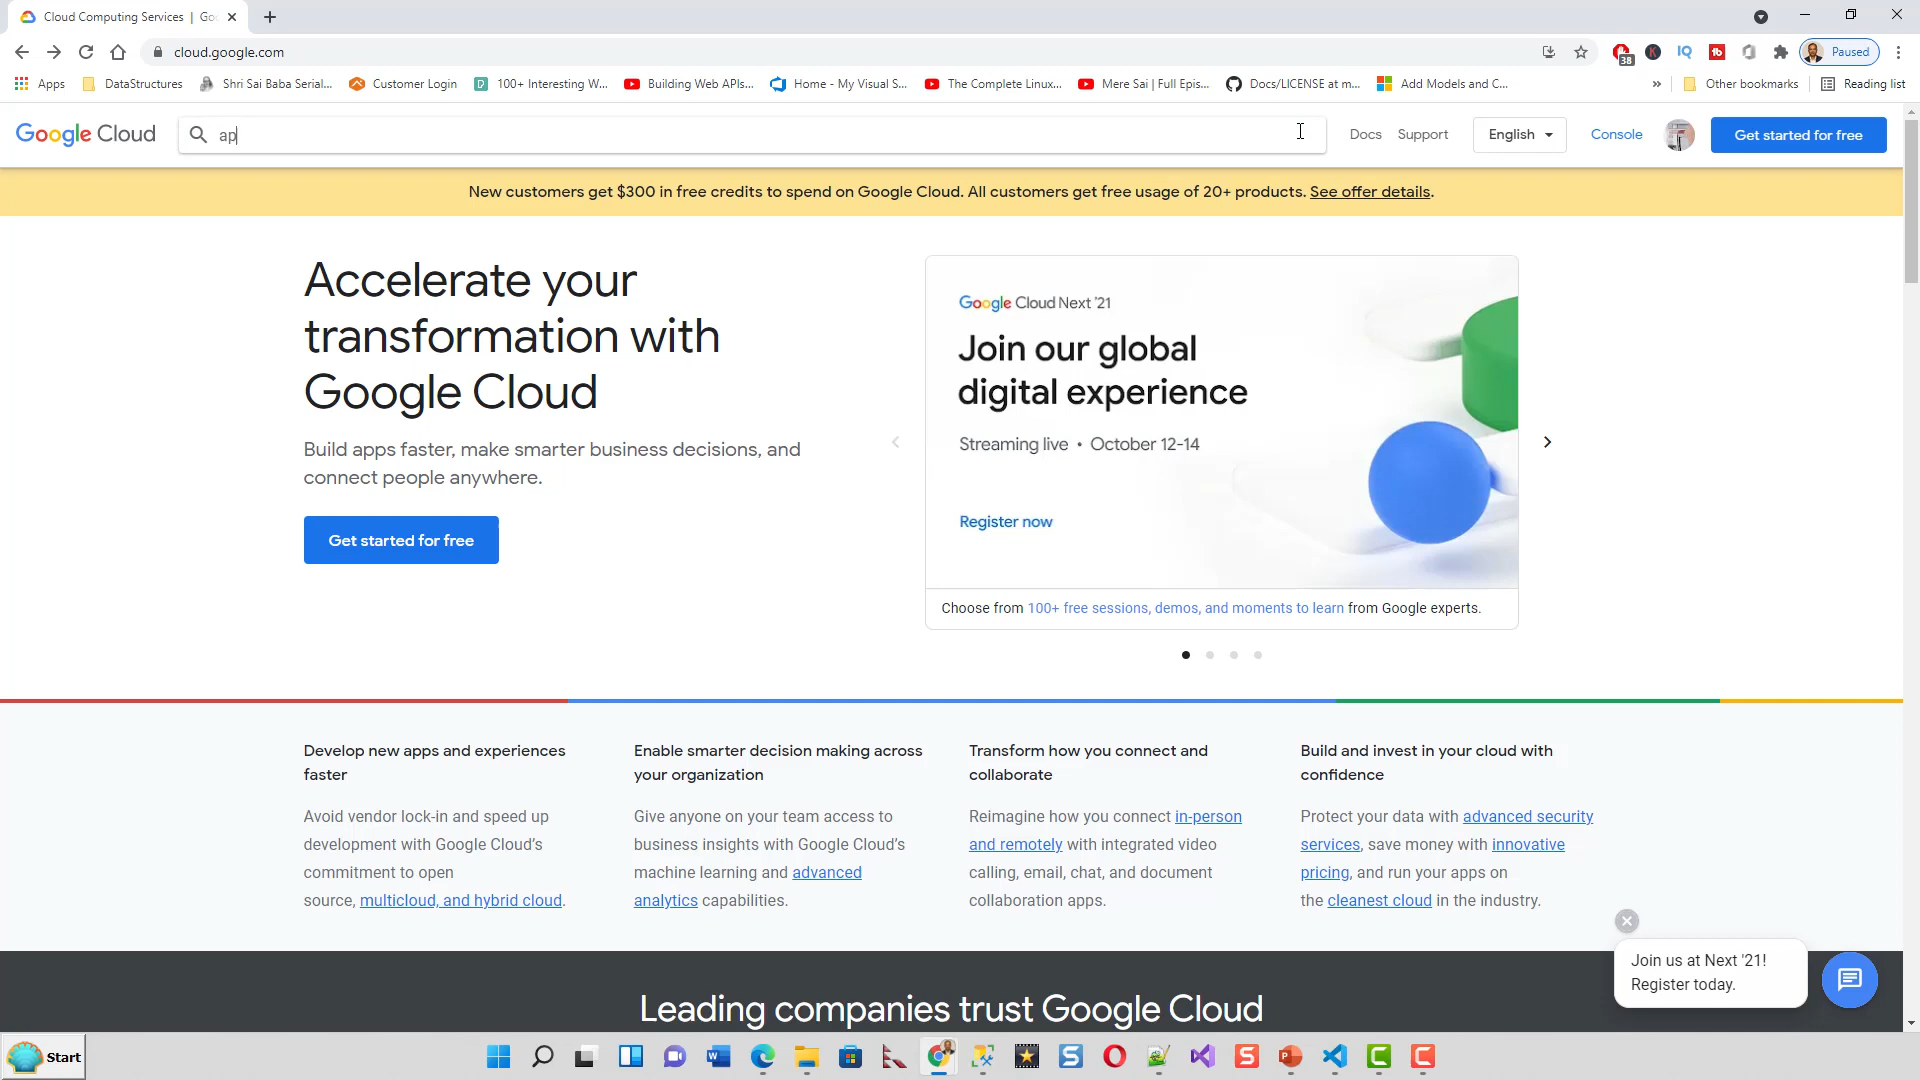 Cloud Computing Services | Go
cloud.google.com
38
Paused
Apps
DataStructures
Shri Sai Baba Serial...
Customer Login
100+ Interesting W...
Building Web APIs...
Home - My Visual S...
The Complete Linux...
Mere Sai | Full Epis...
Docs/LICENSE at m...
Add Models and C...
»
Other bookmarks
Reading list
Google Cloud
ap
Docs
Support
English
Console
Get started for free
New customers get $300 in free credits to spend on Google Cloud. All customers get free usage of 20+ products. See offer details.
Accelerate your
transformation with
Google Cloud
Build apps faster, make smarter business decisions, and
connect people anywhere.
Get started for free
Google Cloud Next '21
Join our global
digital experience
Streaming live • October 12-14
Register now
Choose from 100+ free sessions, demos, and moments to learn from Google experts.
Develop new apps and experiences
faster
Avoid vendor lock-in and speed up
development with Google Cloud's
commitment to open
source, multicloud, and hybrid cloud.
Enable smarter decision making across
your organization
Give anyone on your team access to
business insights with Google Cloud's
machine learning and advanced
analytics capabilities.
Transform how you connect and
collaborate
Reimagine how you connect in-person
and remotely with integrated video
calling, email, chat, and document
collaboration apps.
Build and invest in your cloud with
confidence
Protect your data with advanced security
services, save money with innovative
pricing, and run your apps on
the cleanest cloud in the industry.
Join us at Next '21!
Register today.
Leading companies trust Google Cloud
Start